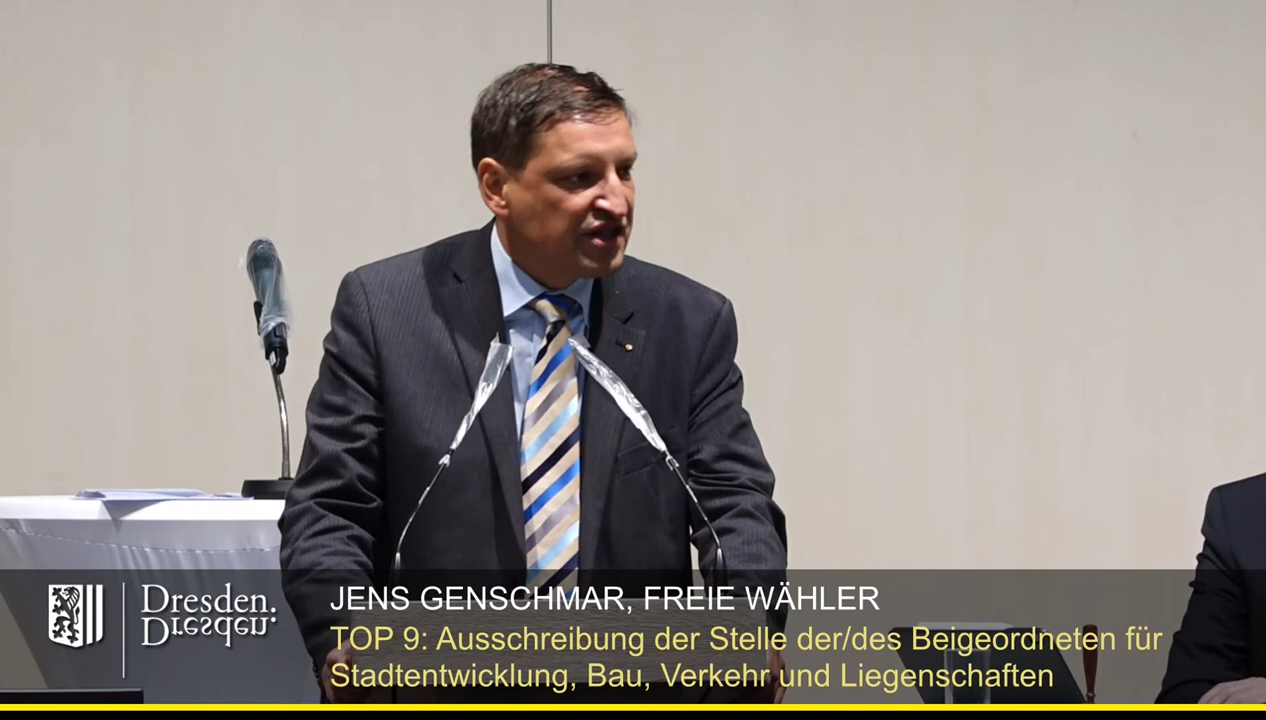 Dresden.
Dresden.
JENS GENSCHMAR, FREIE WÄHLER
TOP 9: Ausschreibung der Stelle der/des Beigeordneten für
Stadtentwicklung, Bau, Verkehr und Liegenschaften